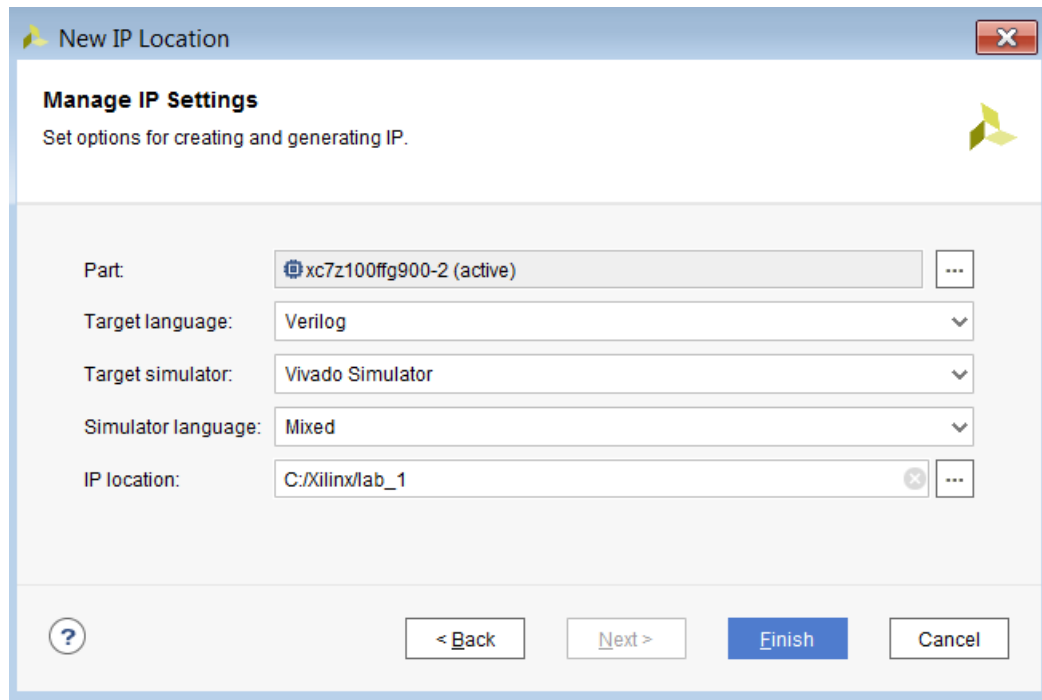 New IP Location
Manage IP Settings
Set options for creating and generating IP.
Part: xc7z100ffg900-2 (active) ...
Target language: Verilog
Target simulator: Vivado Simulator
Simulator language: Mixed
IP location: C:/Xilinx/lab_1 ...
? < Back Next > Finish Cancel